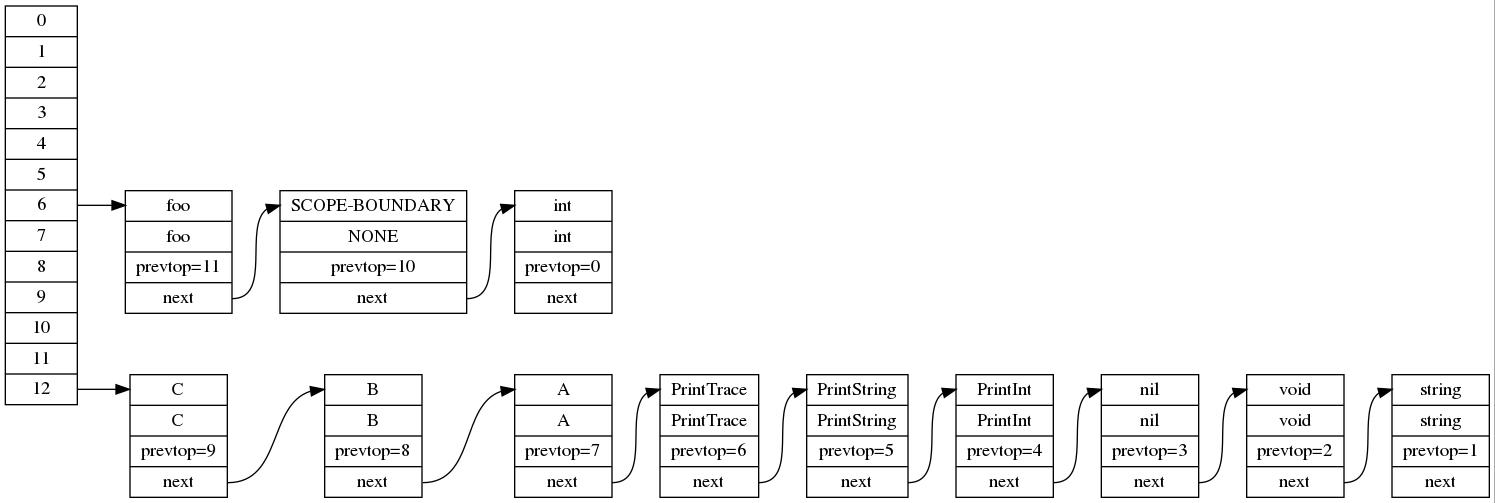 0
1
2
3
4
5
6
7
8
9
10
11
12
foo
foo
prevtop=11
next
SCOPE-BOUNDARY
NONE
prevtop=10
next
int
int
prevtop=0
next
C
C
prevtop=9
next
B
B
prevtop=8
next
A
A
prevtop=7
next
PrintTrace
PrintTrace
prevtop=6
next
PrintString
PrintString
prevtop=5
next
PrintInt
PrintInt
prevtop=4
next
nil
nil
prevtop=3
next
void
void
prevtop=2
next
string
string
prevtop=1
next